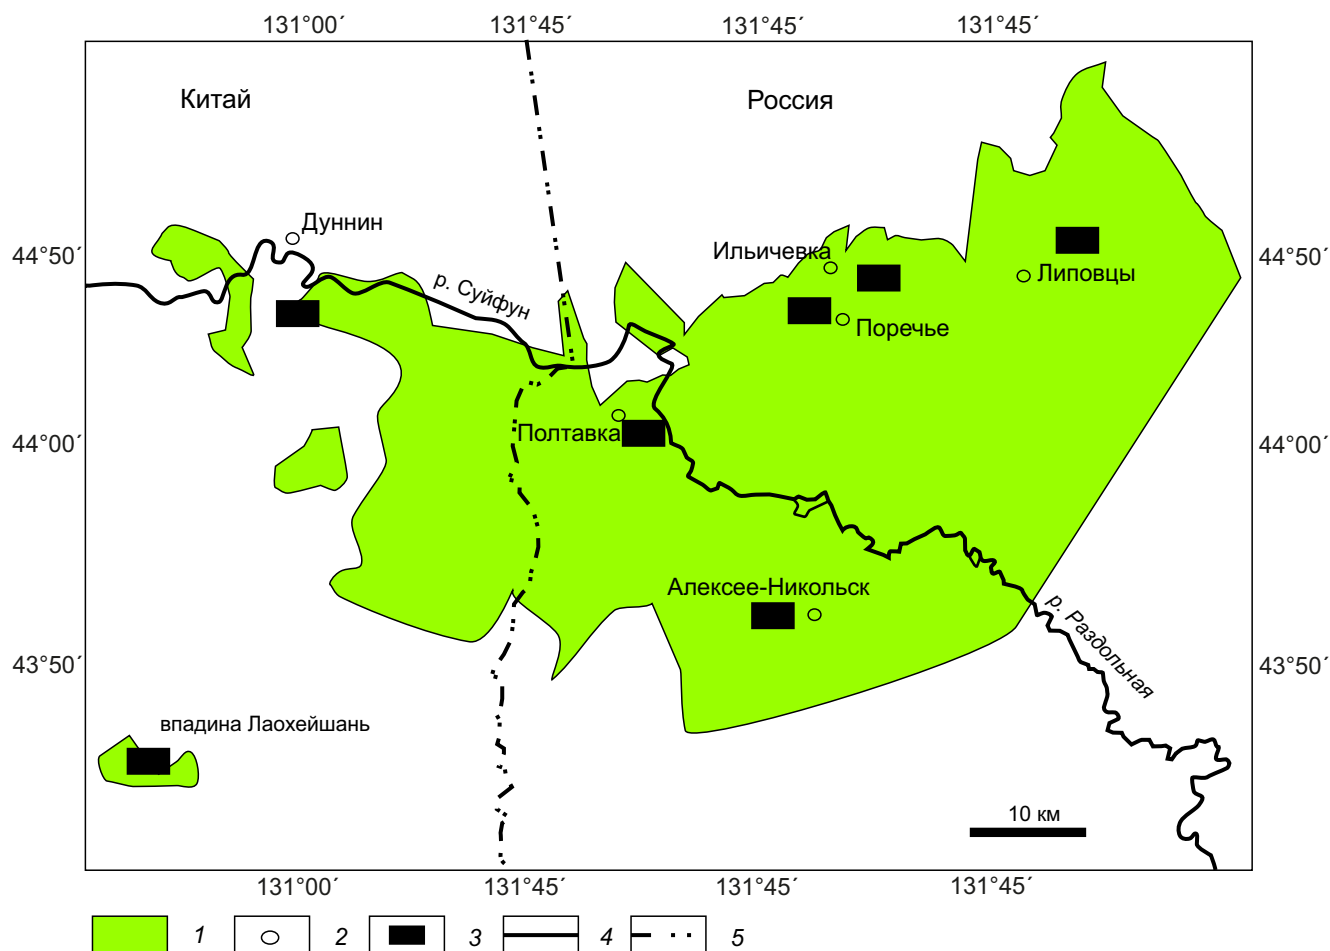 131°00´ 131°45´ 131°45´ 131°45´
Китай Россия
Дуннин
44°50´ Ильичевка 44°50´
р. Суйфун Липовцы
Поречье
44°00´ Полтавка 44°00´
Алексее-Никольск
р. Раздольная
43°50´ 43°50´
впадина Лаохейшань
10 км
131°00´ 131°45´ 131°45´ 131°45´
1 2 3 4 5